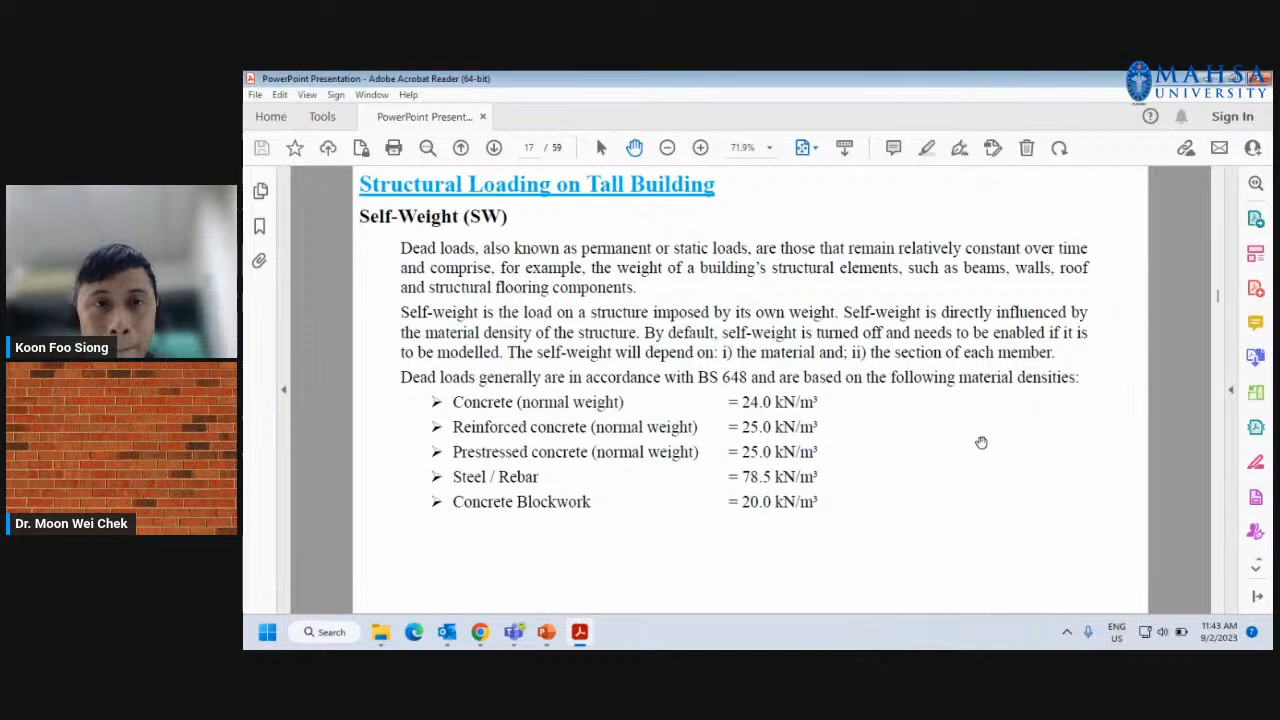 MAHSA
UNIVERSITY
PowerPoint Presentation - Adobe Acrobat Reader (64-bit)
File Edit View Sign Window Help
Home Tools PowerPoint Present... ×
Sign In
17 / 59 71.9%
Structural Loading on Tall Building
Self-Weight (SW)
Dead loads, also known as permanent or static loads, are those that remain relatively constant over time
and comprise, for example, the weight of a building's structural elements, such as beams, walls, roof
and structural flooring components.
Self-weight is the load on a structure imposed by its own weight. Self-weight is directly influenced by
the material density of the structure. By default, self-weight is turned off and needs to be enabled if it is
to be modelled. The self-weight will depend on: i) the material and; ii) the section of each member.
Dead loads generally are in accordance with BS 648 and are based on the following material densities:
➤ Concrete (normal weight) = 24.0 kN/m³
➤ Reinforced concrete (normal weight) = 25.0 kN/m³
➤ Prestressed concrete (normal weight) = 25.0 kN/m³
➤ Steel / Rebar = 78.5 kN/m³
➤ Concrete Blockwork = 20.0 kN/m³
Koon Foo Siong
Dr. Moon Wei Chek
Search
ENG
US
11:43 AM
9/2/2023
7